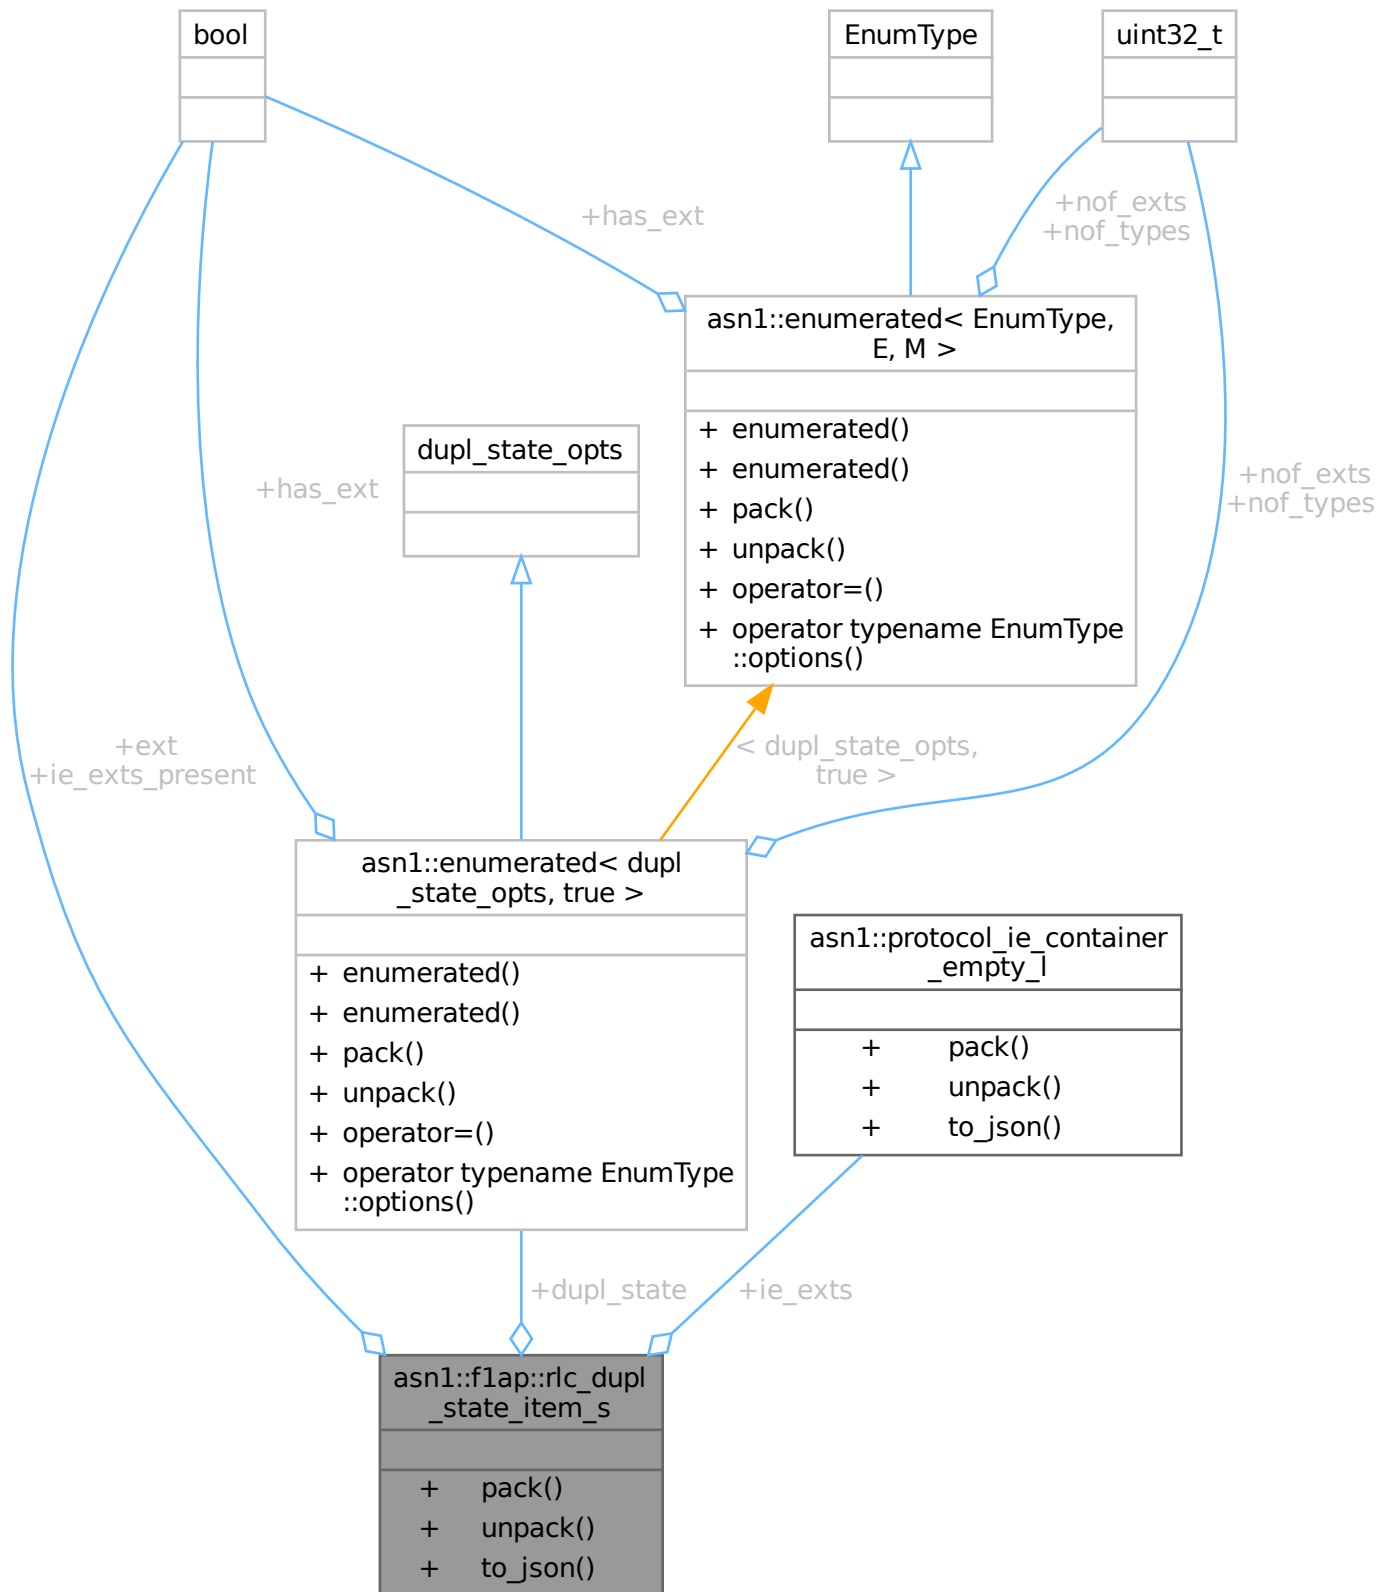 bool
EnumType
uint32_t
+has_ext
+nof_exts
+nof_types
asn1::enumerated< EnumType,
E, M >
+ enumerated()
+ enumerated()
+ pack()
+ unpack()
+ operator=()
+ operator typename EnumType
::options()
dupl_state_opts
+has_ext
+nof_exts
+nof_types
+ext
+ie_exts_present
< dupl_state_opts,
true >
asn1::enumerated< dupl
_state_opts, true >
+ enumerated()
+ enumerated()
+ pack()
+ unpack()
+ operator=()
+ operator typename EnumType
::options()
asn1::protocol_ie_container
_empty_l
+ pack()
+ unpack()
+ to_json()
+dupl_state
+ie_exts
asn1::f1ap::rlc_dupl
_state_item_s
+ pack()
+ unpack()
+ to_json()